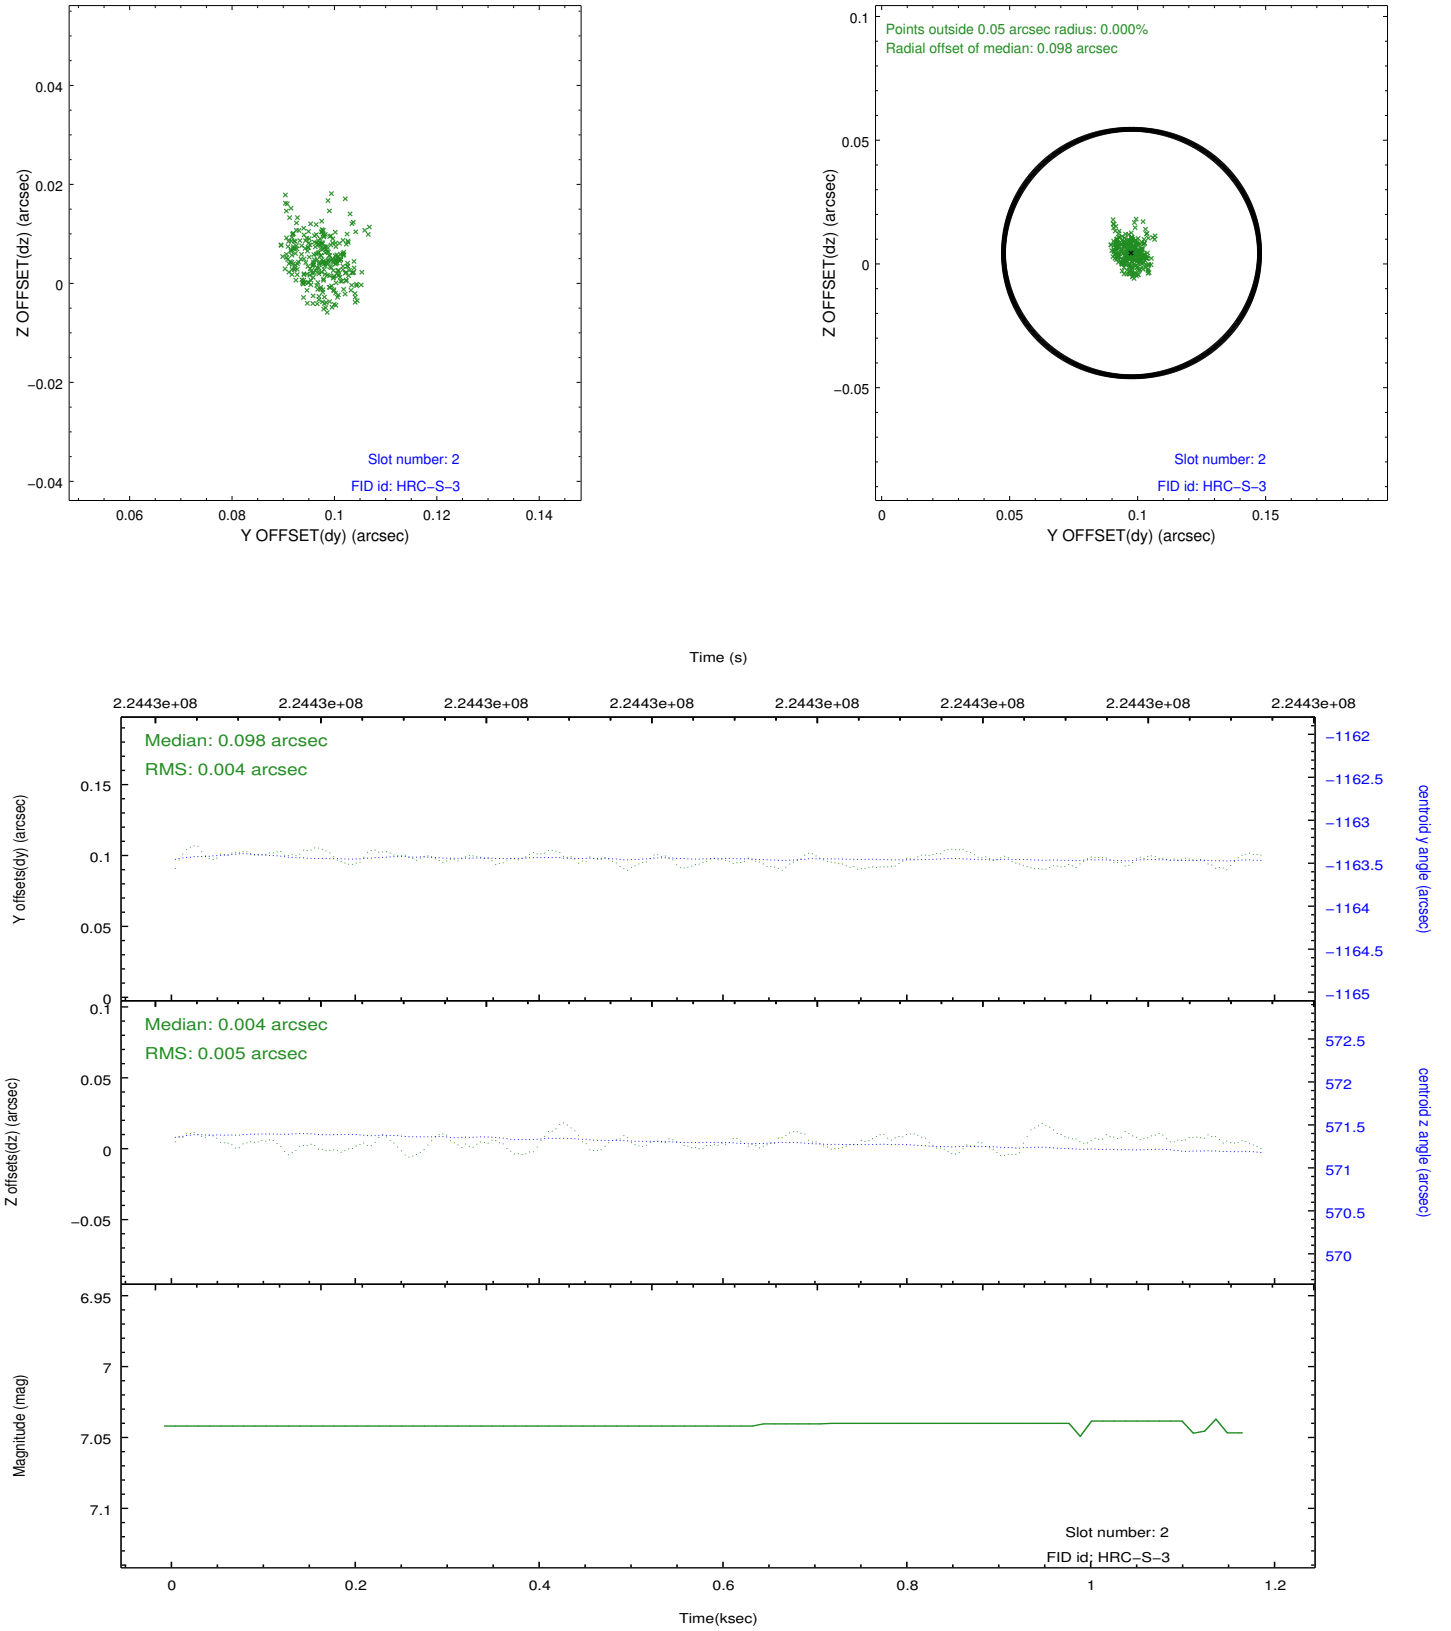 0.04
0.02
0
−0.02
−0.04
Z OFFSET(dz) (arcsec)
Slot number: 2
FID id: HRC−S−3
0.06 0.08 0.1 0.12 0.14
Y OFFSET(dy) (arcsec)
Points outside 0.05 arcsec radius: 0.000%
Radial offset of median: 0.098 arcsec
0.1
0.05
0
−0.05
Z OFFSET(dz) (arcsec)
Slot number: 2
FID id: HRC−S−3
0 0.05 0.1 0.15
Y OFFSET(dy) (arcsec)
Time (s)
2.2443e+08 2.2443e+08 2.2443e+08 2.2443e+08 2.2443e+08 2.2443e+08 2.2443e+08 2.2443e+08
Median: 0.098 arcsec
RMS: 0.004 arcsec
0.15
0.1
0.05
0
Y offsets(dy) (arcsec)
−1162
−1162.5
−1163
−1163.5
−1164
−1164.5
−1165
centroid y angle (arcsec)
Median: 0.004 arcsec
RMS: 0.005 arcsec
0.1
0.05
0
−0.05
Z offsets(dz) (arcsec)
572.5
572
571.5
571
570.5
570
centroid z angle (arcsec)
6.95
7
7.05
7.1
Magnitude (mag)
Slot number: 2
FID id: HRC−S−3
0 0.2 0.4 0.6 0.8 1 1.2
Time(ksec)